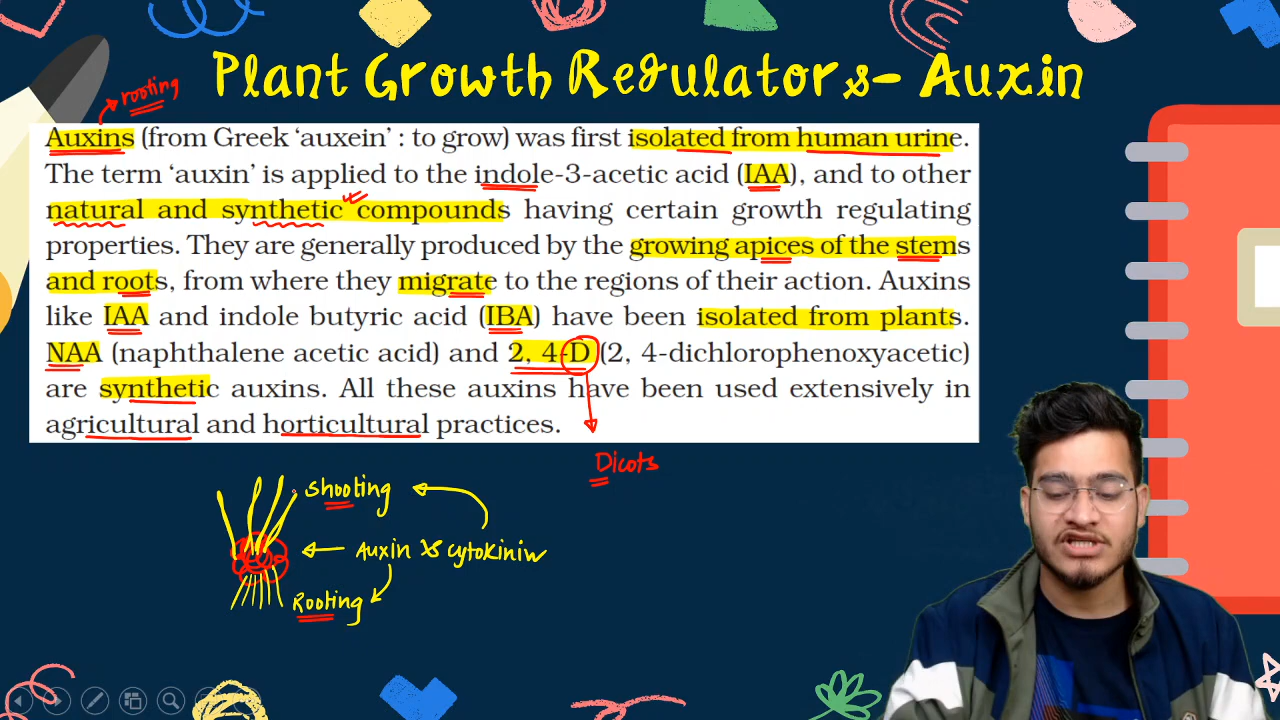 Plant Growth Regulators- Auxin
rooting
Auxins (from Greek ‘auxein’ : to grow) was first isolated from human urine.
The term ‘auxin’ is applied to the indole-3-acetic acid (IAA), and to other
natural and synthetic compounds having certain growth regulating
properties. They are generally produced by the growing apices of the stems
and roots, from where they migrate to the regions of their action. Auxins
like IAA and indole butyric acid (IBA) have been isolated from plants.
NAA (naphthalene acetic acid) and 2, 4-D (2, 4-dichlorophenoxyacetic)
are synthetic auxins. All these auxins have been used extensively in
agricultural and horticultural practices.
Dicots
Shooting
Auxin & cytokinin
Rooting